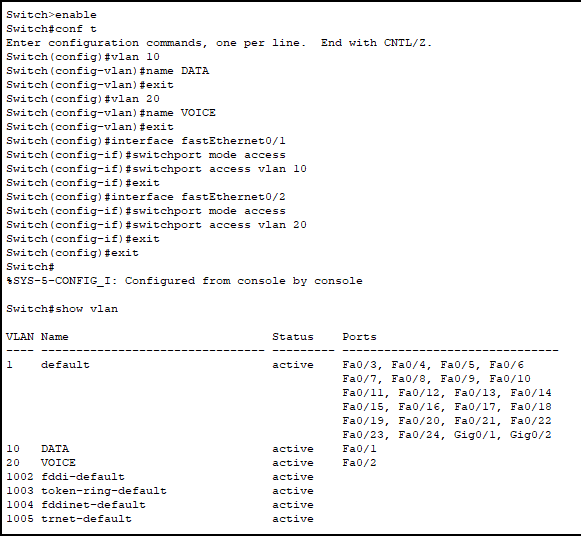 Switch>enable
Switch#conf t
Enter configuration commands, one per line.  End with CNTL/Z.
Switch(config)#vlan 10
Switch(config-vlan)#name DATA
Switch(config-vlan)#exit
Switch(config)#vlan 20
Switch(config-vlan)#name VOICE
Switch(config-vlan)#exit
Switch(config)#interface fastEthernet0/1
Switch(config-if)#switchport mode access
Switch(config-if)#switchport access vlan 10
Switch(config-if)#exit
Switch(config)#interface fastEthernet0/2
Switch(config-if)#switchport mode access
Switch(config-if)#switchport access vlan 20
Switch(config-if)#exit
Switch(config)#exit
Switch#
%SYS-5-CONFIG_I: Configured from console by console

Switch#show vlan

VLAN Name                             Status    Ports
---- -------------------------------- --------- -------------------------------
1    default                          active    Fa0/3, Fa0/4, Fa0/5, Fa0/6
                                                Fa0/7, Fa0/8, Fa0/9, Fa0/10
                                                Fa0/11, Fa0/12, Fa0/13, Fa0/14
                                                Fa0/15, Fa0/16, Fa0/17, Fa0/18
                                                Fa0/19, Fa0/20, Fa0/21, Fa0/22
                                                Fa0/23, Fa0/24, Gig0/1, Gig0/2
10   DATA                             active    Fa0/1
20   VOICE                            active    Fa0/2
1002 fddi-default                     active
1003 token-ring-default               active
1004 fddinet-default                  active
1005 trnet-default                    active